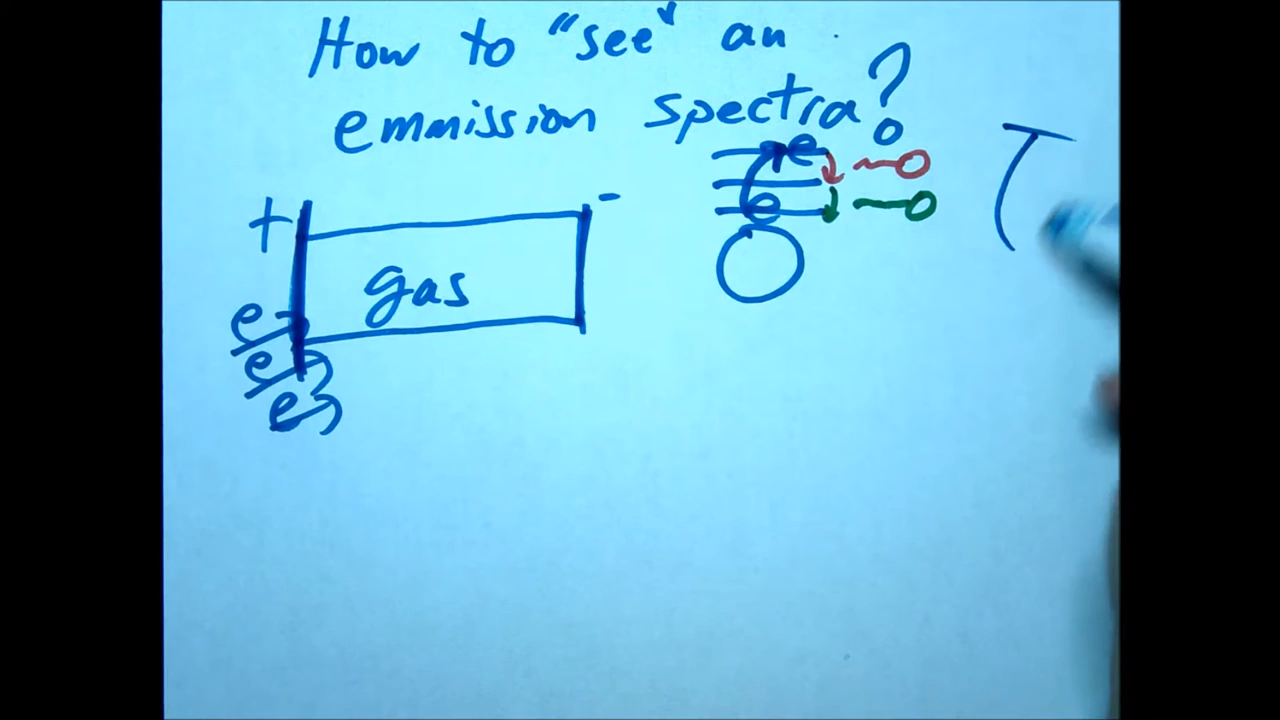 How to "see" an
emmission spectra?
e
e
+
-
gas
e
e
e